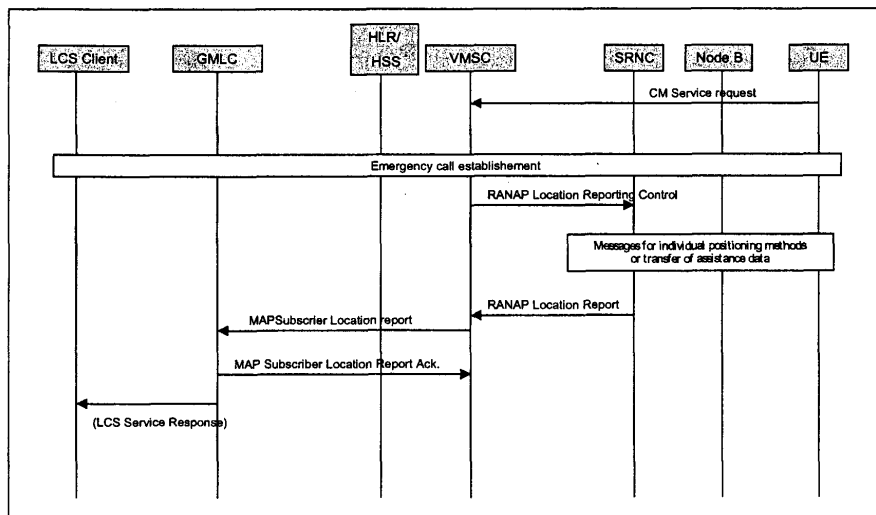 LCS Client
GMLC
HLR/
HSS
VMSC
SRNC
Node B
UE
CM Service request
Emergency call establishement
RANAP Location Reporting Control
Messages for individual positioning methods
or transfer of assistance data
RANAP Location Report
MAPSubscrier Location report
MAP Subscriber Location Report Ack.
(LCS Service Response)